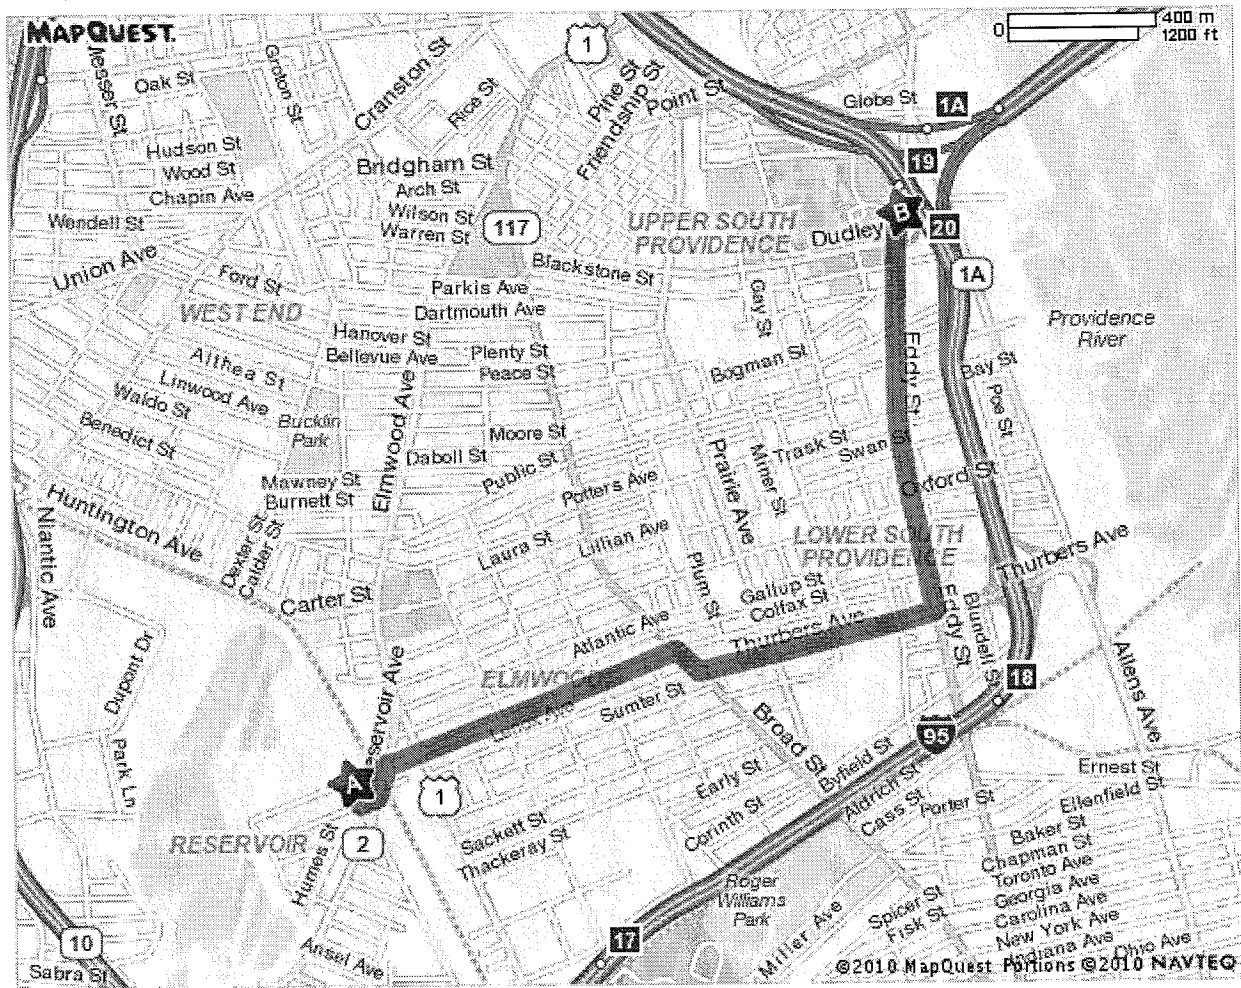 MAPQUEST.
0
400 m
1200 ft
1
Messer St
Oak St
Groton St
Cranston St
Rice St
Pine St
Friendship St
Point St
Globe St
1A
19
Hudson St
Wood St
Chapin Ave
Bridgham St
Arch St
Wilson St
Warren St
117
Wendell St
UPPER SOUTH
PROVIDENCE
Dudley
B
20
1A
Union Ave
Ford St
Blackstone St
Parkis Ave
Dartmouth Ave
Gay St
WEST END
Hanover St
Bellevue Ave
Plenty St
Peace St
Eddy St
Providence
River
Althea St
Linwood Ave
Waldo St
Benedict St
Bucklin
Park
Elmwood Ave
Bogman St
Bay St
Poe St
Moore St
Daboll St
Public St
Potters Ave
Prairie Ave
Miner St
Trask St
Swan St
Oxford St
Mawney St
Burnett St
Huntington Ave
Niantic Ave
Dexter St
Calder St
Laura St
Lillian Ave
LOWER SOUTH
PROVIDENCE
Thurbers Ave
Carter St
Plum St
Gallup St
Colfax St
Thurbers Ave
Eddy St
Blundell St
Atlantic Ave
Allens Ave
Dupont Dr
Reservoir Ave
ELMWOOD
Lenox Ave
Sumter St
18
Broad St
95
Park Ln
A
1
Early St
Byfield St
Aldrich St
Cass St
Porter St
Ernest St
Ellenfield St
RESERVOIR
2
Humes St
Sackett St
Thackeray St
Corinth St
Baker St
Chapman St
Toronto Ave
Georgia Ave
Carolina Ave
New York Ave
Indiana Ave
Ohio Ave
Roger
Williams
Park
Miller Ave
Spicer St
Fisk St
10
17
Ansel Ave
Sabra St
©2010 MapQuest Portions ©2010 NAVTEQ